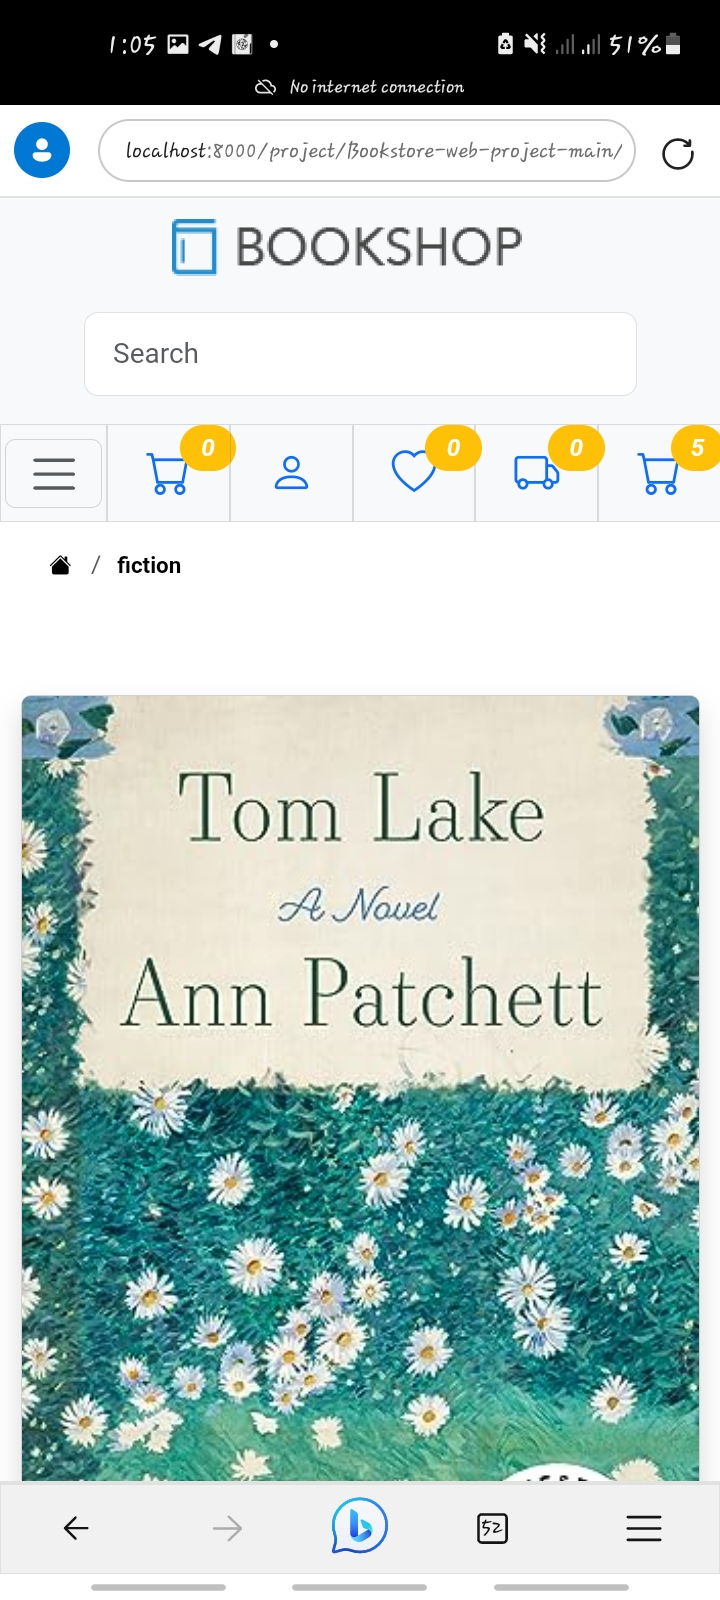 1:05
51%
No internet connection
localhost:8000/project/Bookstore-web-project-main/
BOOKSHOP
Search
0
0
0
5
/ fiction
Tom Lake
A Novel
Ann Patchett
52